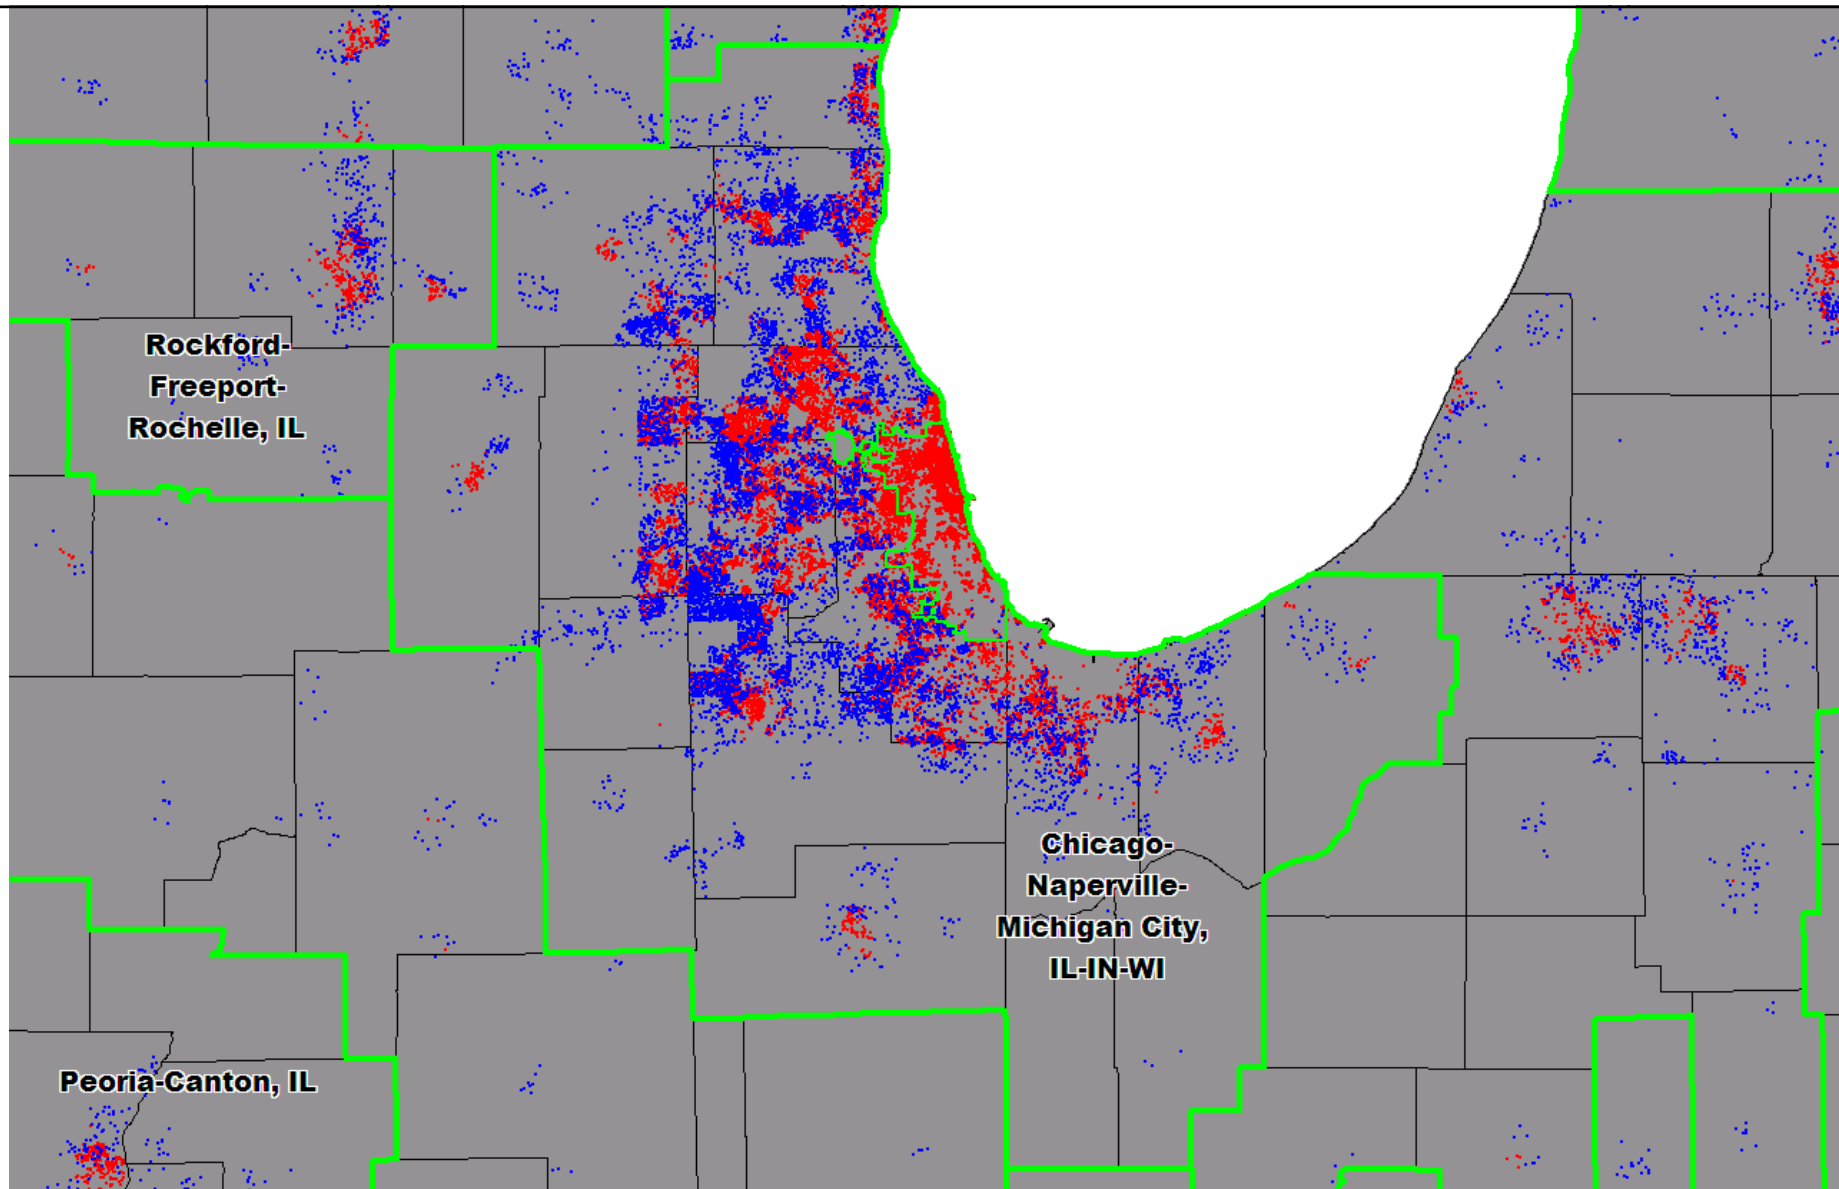 Rockford-
Freeport-
Rochelle, IL
Chicago-
Naperville-
Michigan City,
IL-IN-WI
Peoria-Canton, IL